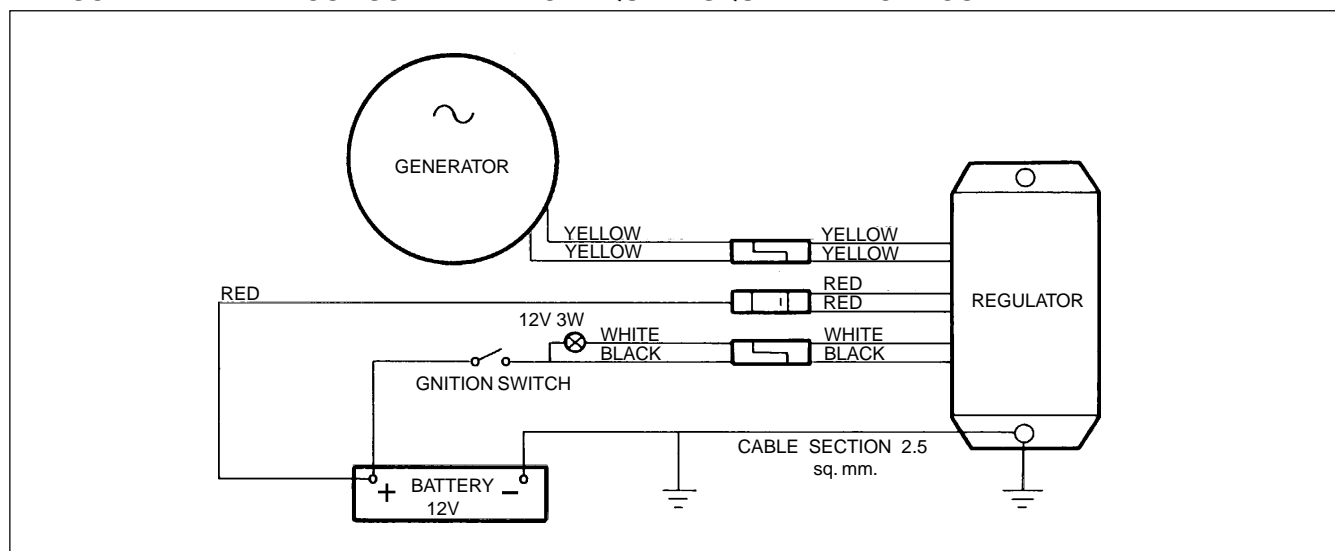 GENERATOR
YELLOW YELLOW
YELLOW YELLOW
RED RED
RED REGULATOR
12V 3W
WHITE WHITE
BLACK BLACK
GNITION SWITCH
CABLE SECTION 2.5
sq. mm.
+ BATTERY –
12V